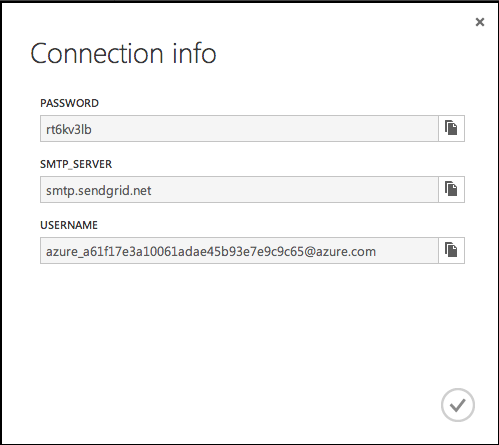 Connection info
PASSWORD
rt6kv3lb
SMTP_SERVER
smtp.sendgrid.net
USERNAME
azure_a61f17e3a10061adae45b93e7e9c9c65@azure.com